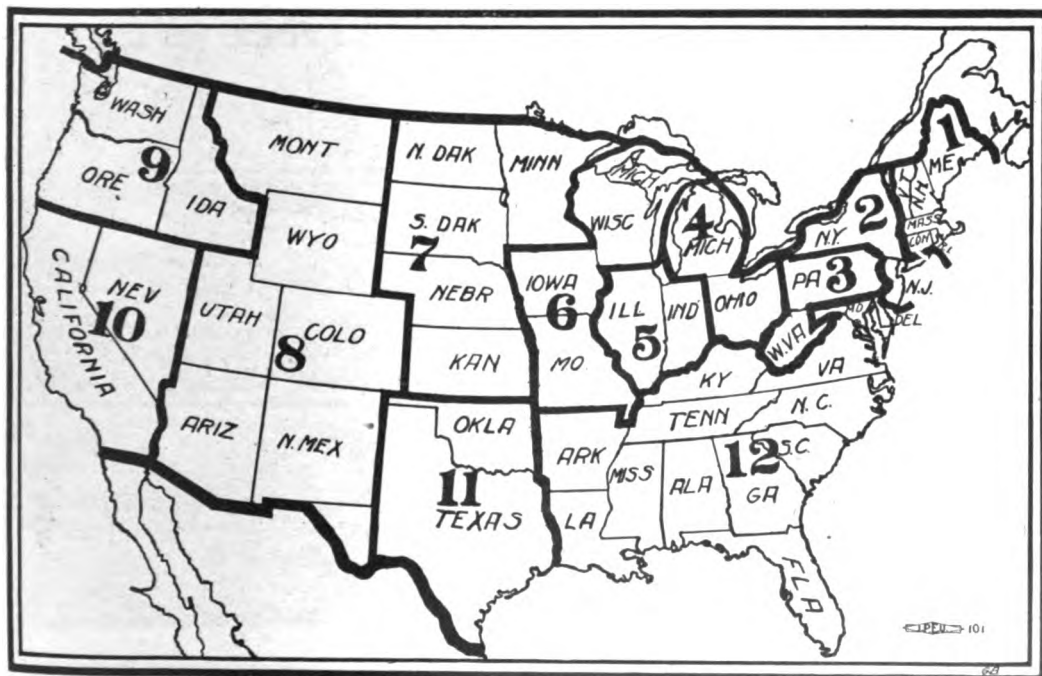 WASH
ORE
9
IDA
MONT
WYO
N. DAK
S. DAK
7
NEBR
KAN
MINN
WISC
MICH
4
MICH
IOWA
6
MO
ILL
5
IND
OHIO
1
ME
N.H.
MASS
CON
2
N.Y.
PA
3
N.J.
DEL
MD
W.VA
VA
KY
TENN
N.C.
S.C.
12
GA
ALA
MISS
ARK
LA
FLA
CALIFORNIA
NEV
10
UTAH
COLO
8
ARIZ
N.MEX
OKLA
11
TEXAS
101